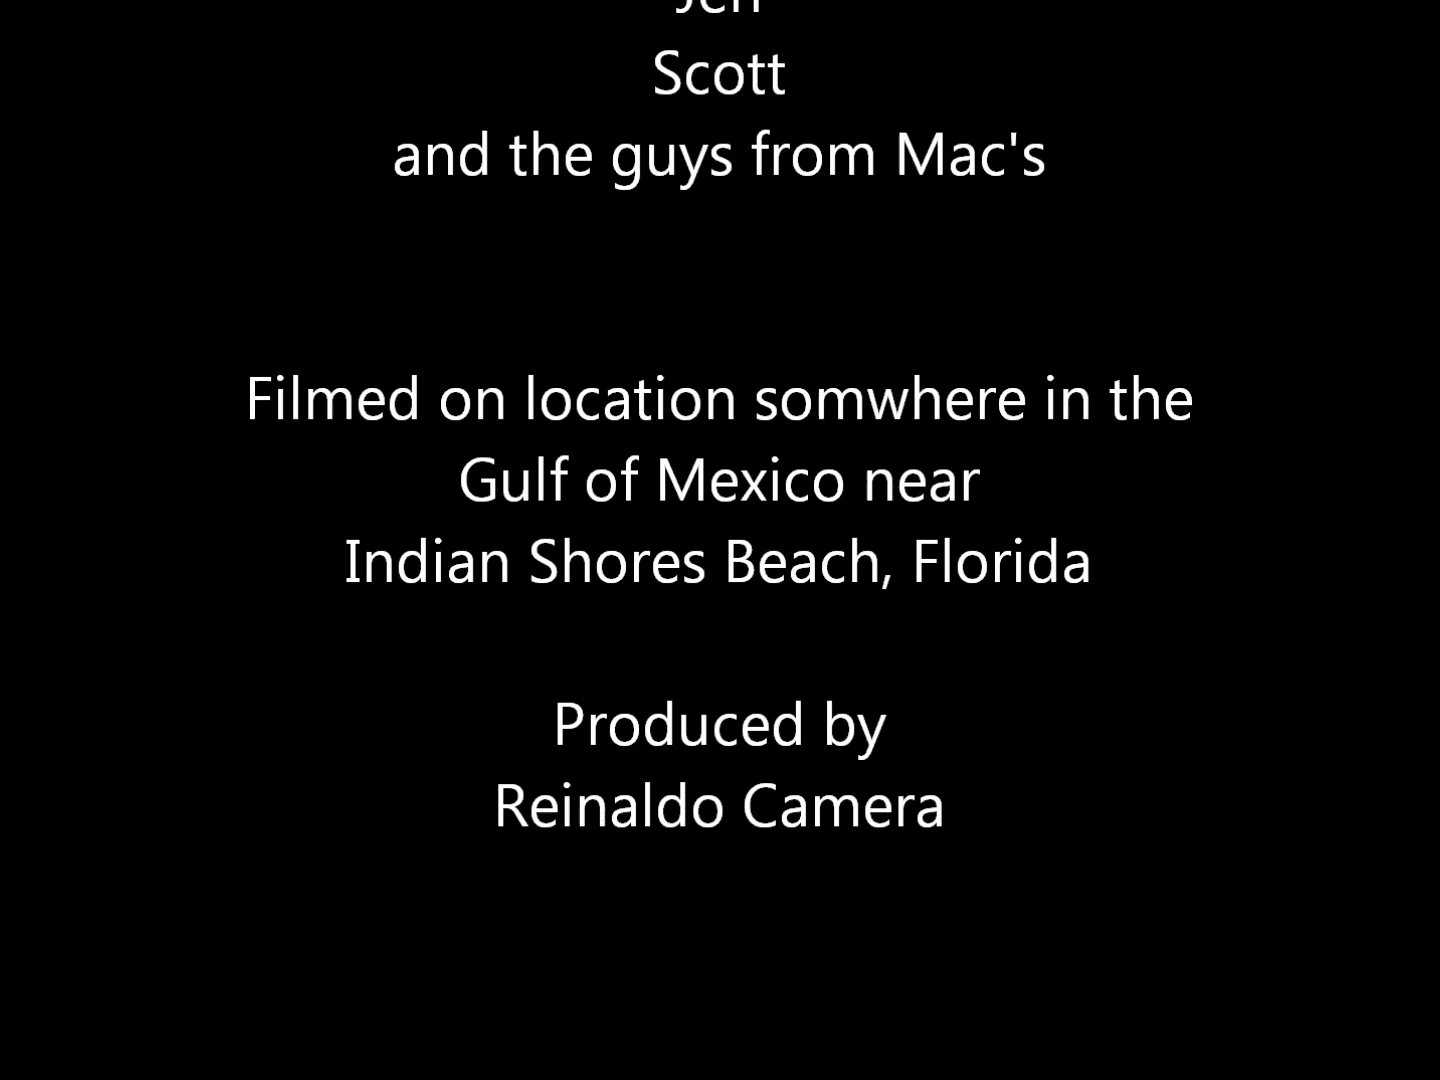 Scott
and the guys from Mac's
Filmed on location somwhere in the
Gulf of Mexico near
Indian Shores Beach, Florida
Produced by
Reinaldo Camera